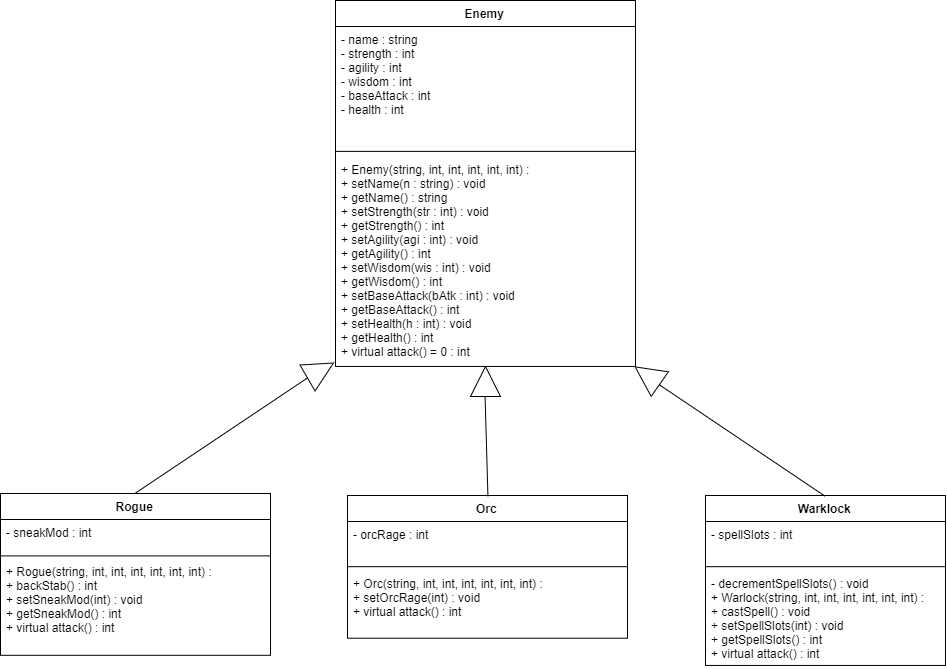 Enemy
- name : string
- strength : int
- agility : int
- wisdom : int
- baseAttack : int
- health : int
+ Enemy(string, int, int, int, int, int) :
+ setName(n : string) : void
+ getName() : string
+ setStrength(str : int) : void
+ getStrength() : int
+ setAgility(agi : int) : void
+ getAgility() : int
+ setWisdom(wis : int) : void
+ getWisdom() : int
+ setBaseAttack(bAtk : int) : void
+ getBaseAttack() : int
+ setHealth(h : int) : void
+ getHealth() : int
+ virtual attack() = 0 : int
Rogue
- sneakMod : int
+ Rogue(string, int, int, int, int, int, int) :
+ backStab() : int
+ setSneakMod(int) : void
+ getSneakMod() : int
+ virtual attack() : int
Orc
- orcRage : int
+ Orc(string, int, int, int, int, int, int) :
+ setOrcRage(int) : void
+ virtual attack() : int
Warklock
- spellSlots : int
- decrementSpellSlots() : void
+ Warlock(string, int, int, int, int, int, int) :
+ castSpell() : void
+ setSpellSlots(int) : void
+ getSpellSlots() : int
+ virtual attack() : int